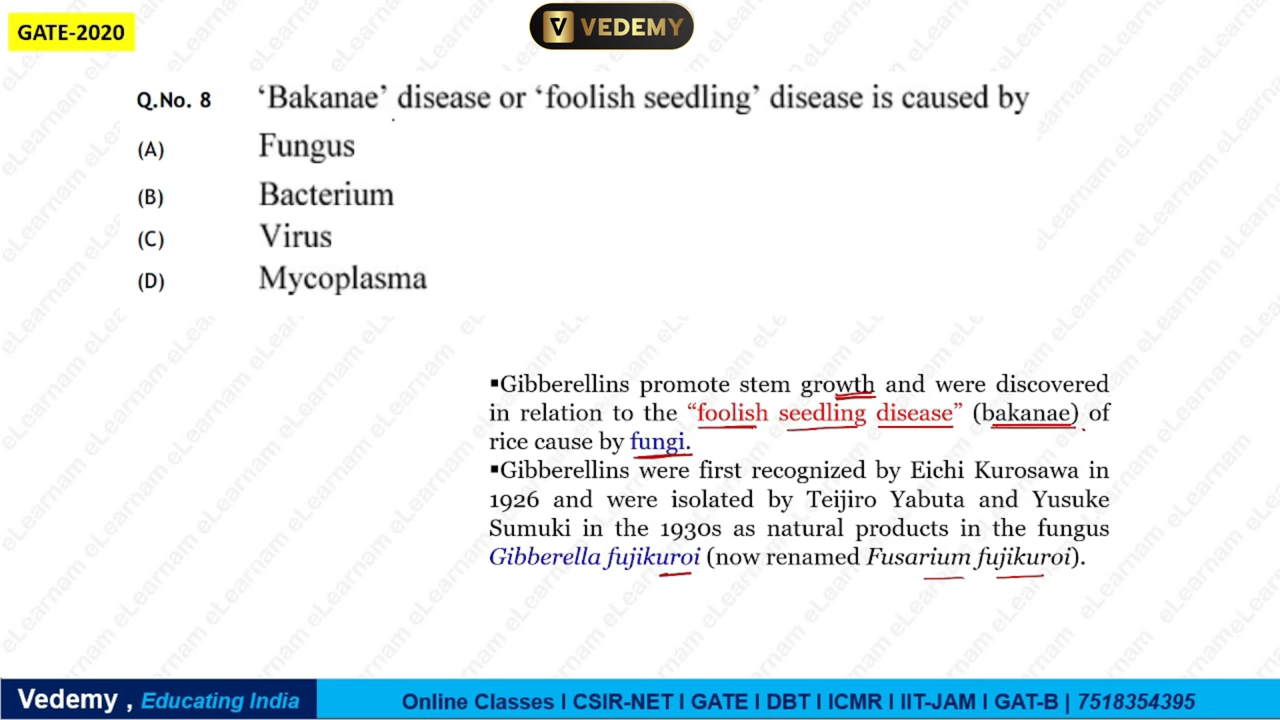 GATE-2020
VEDEMY
Q.No. 8 ‘Bakanae’ disease or ‘foolish seedling’ disease is caused by
(A) Fungus
(B) Bacterium
(C) Virus
(D) Mycoplasma
▪Gibberellins promote stem growth and were discovered
in relation to the “foolish seedling disease” (bakanae) of
rice cause by fungi.
▪Gibberellins were first recognized by Eichi Kurosawa in
1926 and were isolated by Teijiro Yabuta and Yusuke
Sumuki in the 1930s as natural products in the fungus
Gibberella fujikuroi (now renamed Fusarium fujikuroi).
Vedemy , Educating India
Online Classes I CSIR-NET I GATE I DBT I ICMR I IIT-JAM I GAT-B | 7518354395